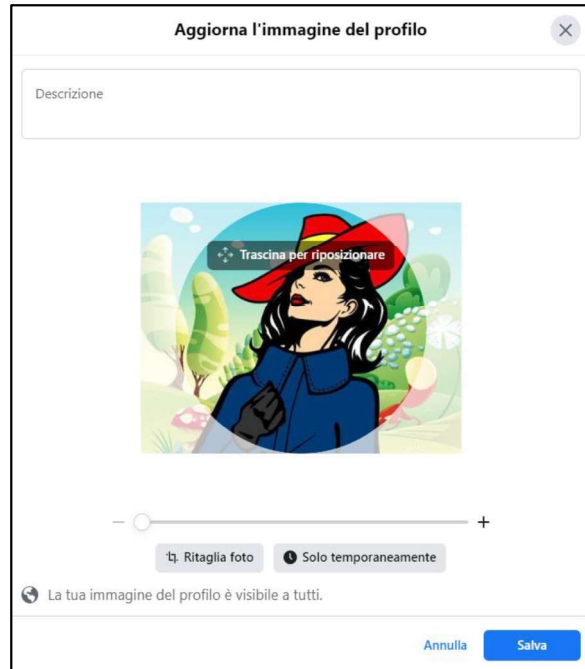 Aggiorna l'immagine del profilo
Descrizione
Trascina per riposizionare
Ritaglia foto
Solo temporaneamente
La tua immagine del profilo è visibile a tutti.
Annulla
Salva